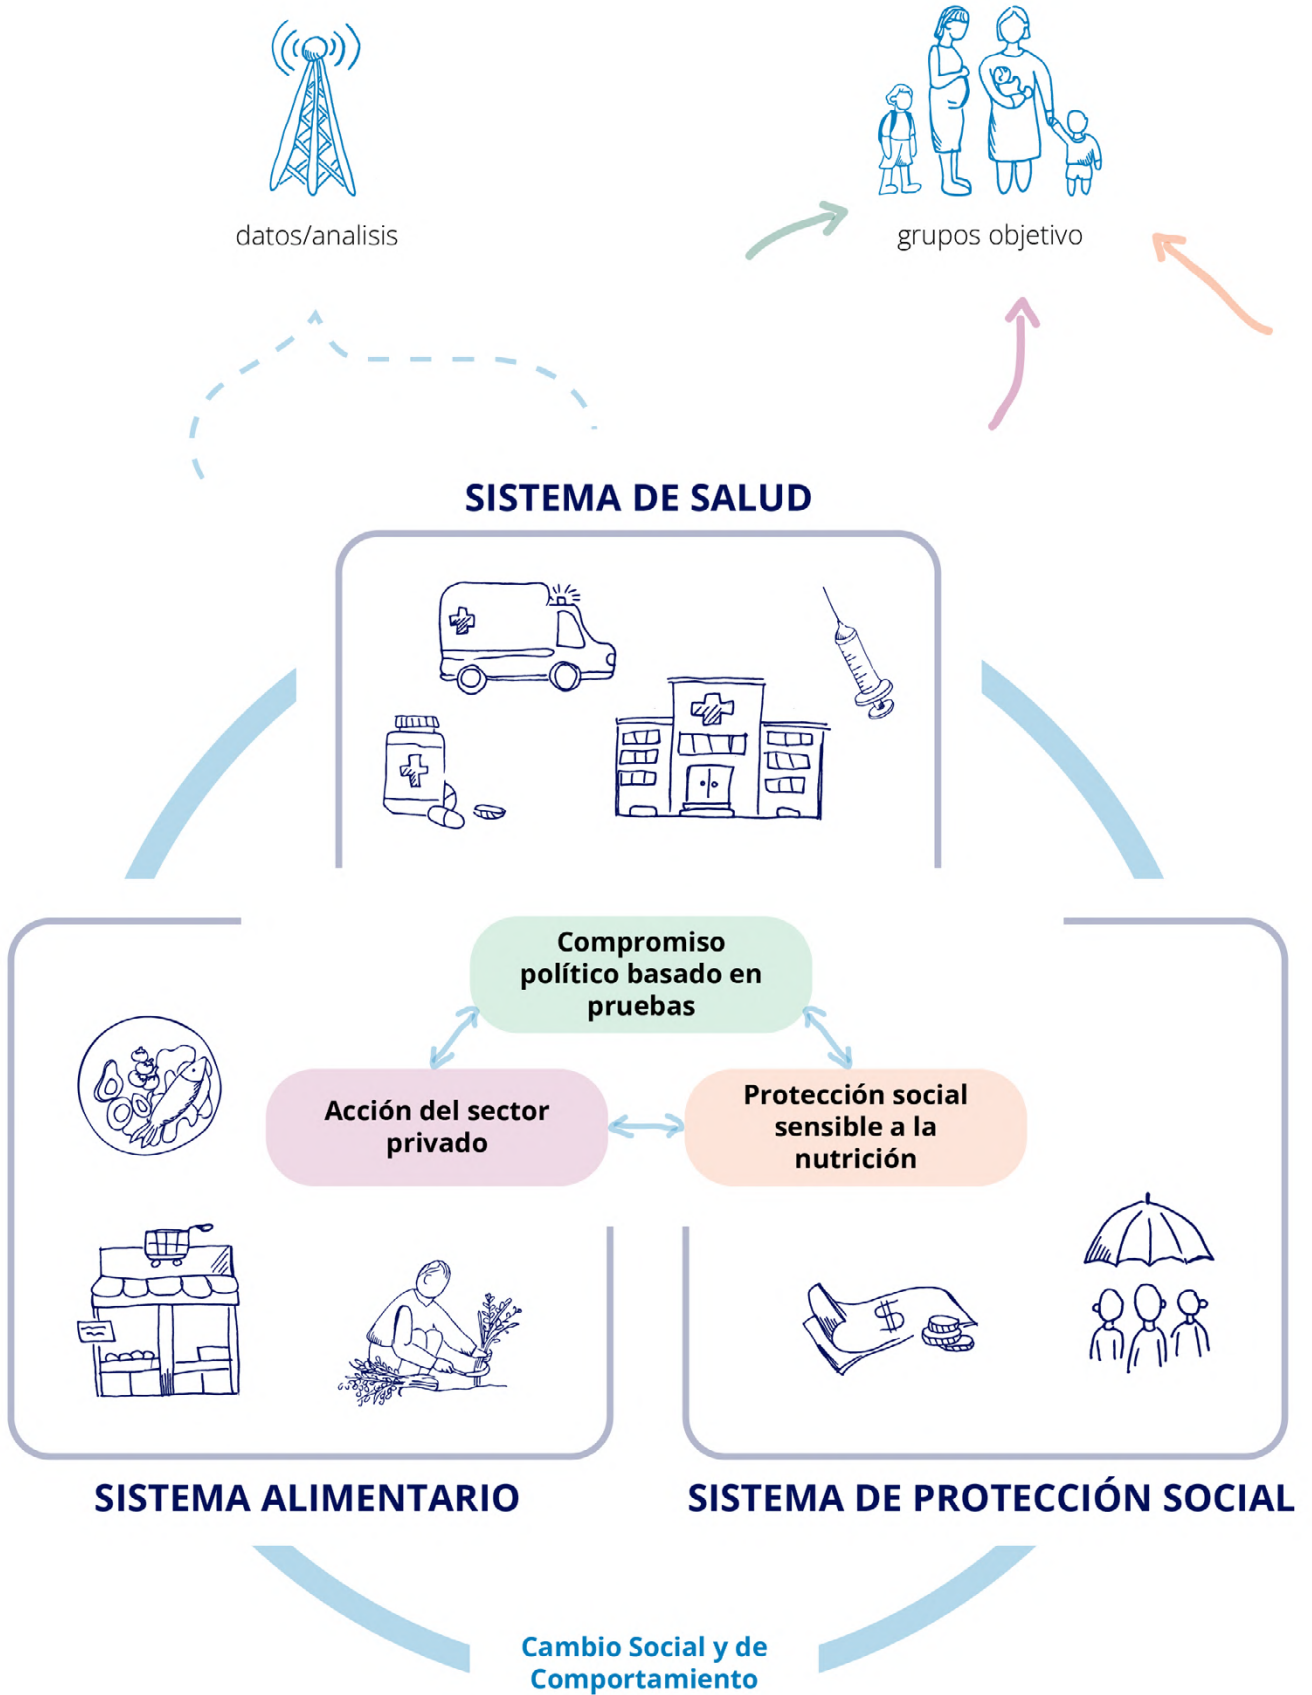 datos/analisis
grupos objetivo
SISTEMA DE SALUD
Compromiso
político basado en
pruebas
Acción del sector
privado
Protección social
sensible a la
nutrición
$
SISTEMA ALIMENTARIO
SISTEMA DE PROTECCIÓN SOCIAL
Cambio Social y de
Comportamiento